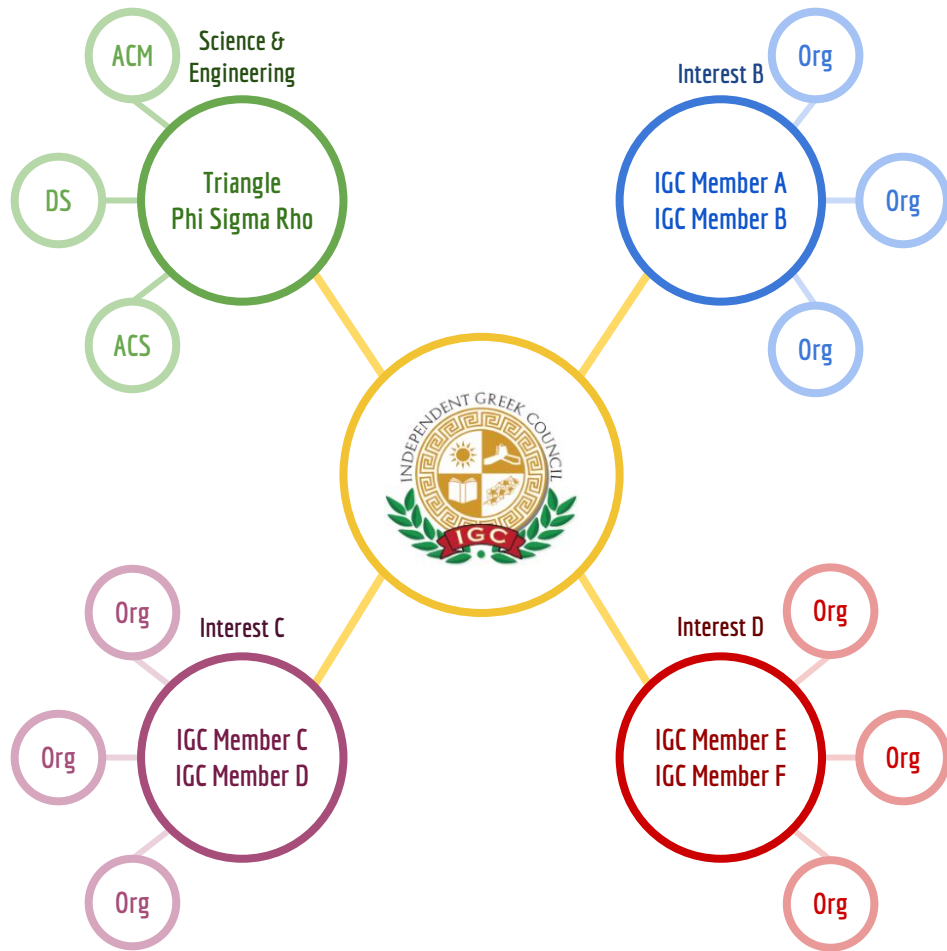 Science &
Engineering
ACM
DS
ACS
Triangle
Phi Sigma Rho
Interest B
Org
Org
Org
IGC Member A
IGC Member B
INDEPENDENT GREEK COUNCIL
IGC
Interest C
Org
Org
Org
IGC Member C
IGC Member D
Interest D
Org
Org
Org
IGC Member E
IGC Member F